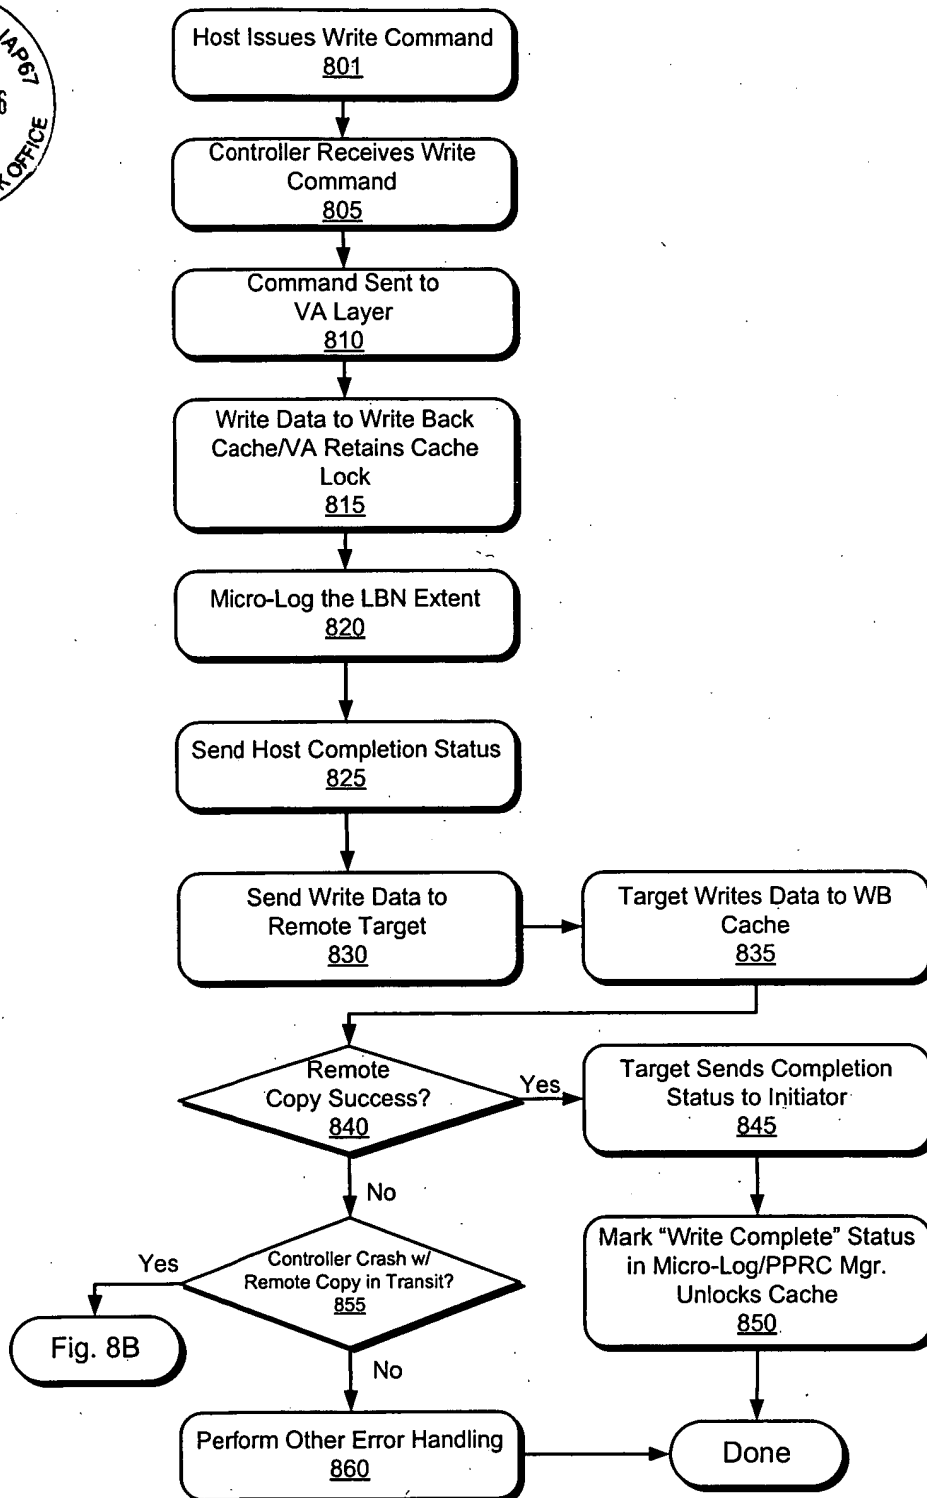 IAP67
6
OFFICE
Host Issues Write Command
801
Controller Receives Write
Command
805
Command Sent to
VA Layer
810
Write Data to Write Back
Cache/VA Retains Cache
Lock
815
Micro-Log the LBN Extent
820
Send Host Completion Status
825
Send Write Data to
Remote Target
830
Target Writes Data to WB
Cache
835
Remote
Copy Success?
840
Yes
Target Sends Completion
Status to Initiator
845
No
Mark “Write Complete” Status
in Micro-Log/PPRC Mgr.
Unlocks Cache
850
Yes
Controller Crash w/
Remote Copy in Transit?
855
Fig. 8B
No
Perform Other Error Handling
860
Done